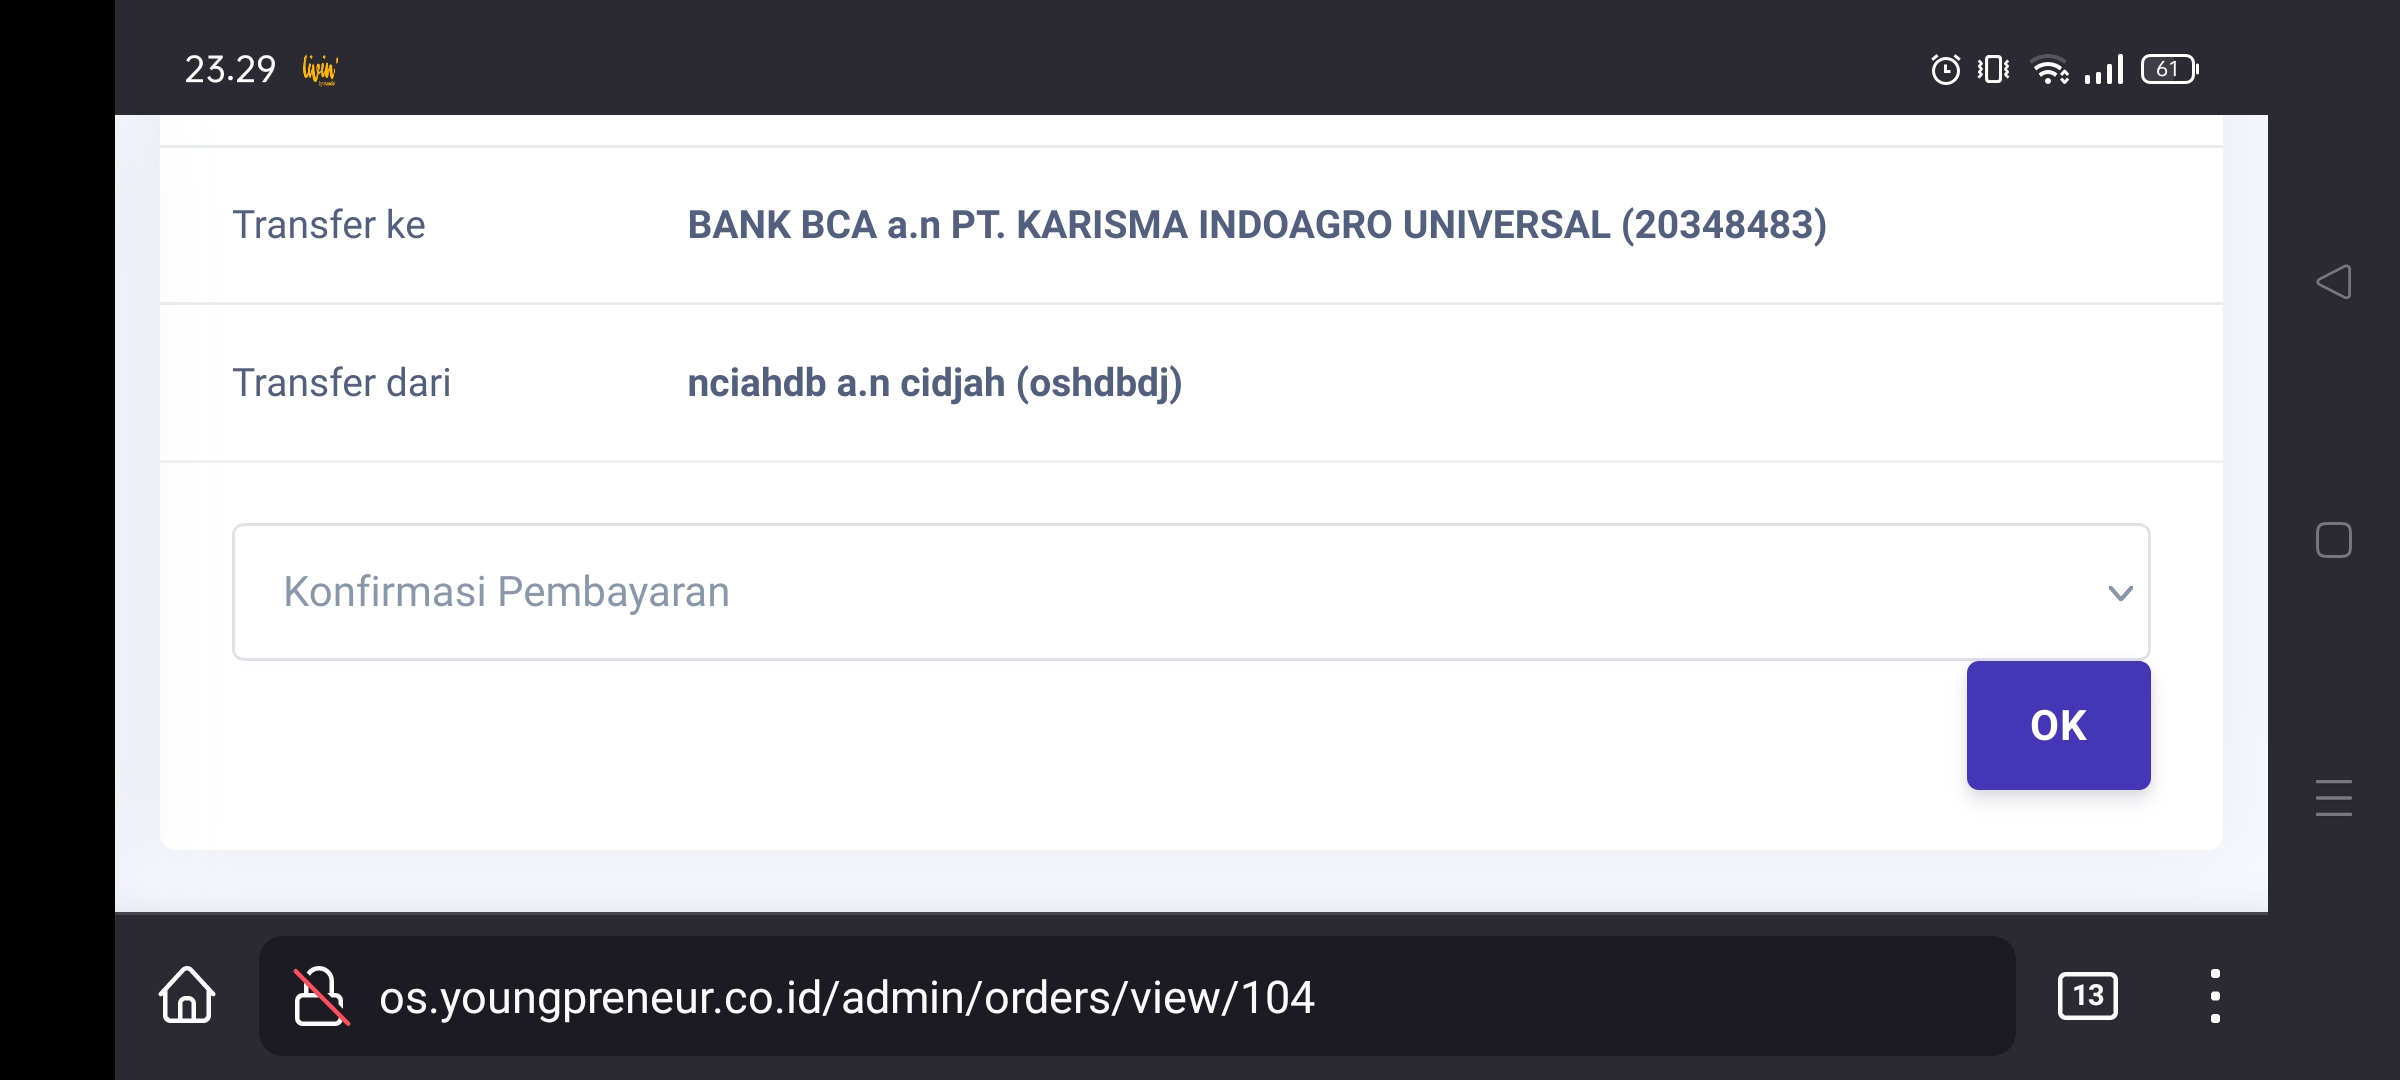 23.29 livin'
61
Transfer ke BANK BCA a.n PT. KARISMA INDOAGRO UNIVERSAL (20348483)
Transfer dari nciahdb a.n cidjah (oshdbdj)
Konfirmasi Pembayaran
OK
os.youngpreneur.co.id/admin/orders/view/104
13